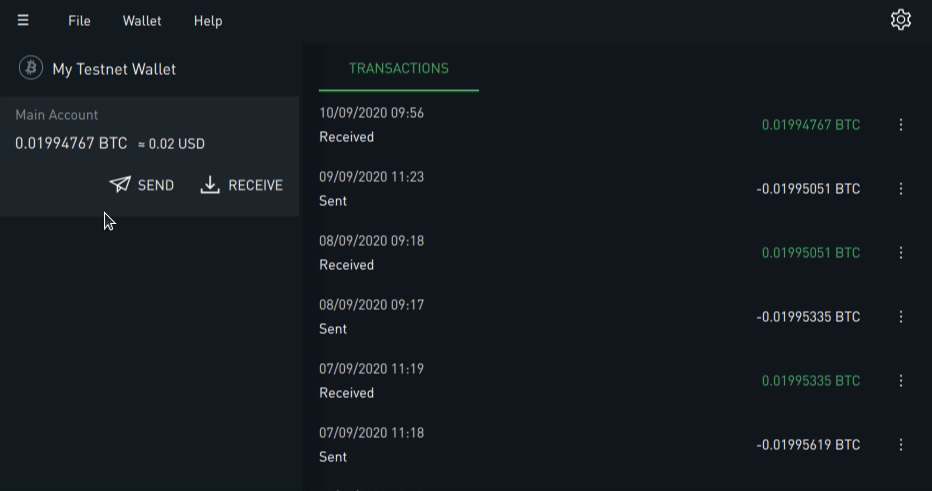 File Wallet Help
My Testnet Wallet
Main Account
0.01994767 BTC ≈ 0.02 USD
SEND RECEIVE
TRANSACTIONS
10/09/2020 09:56
Received
0.01994767 BTC
09/09/2020 11:23
Sent
-0.01995051 BTC
08/09/2020 09:18
Received
0.01995051 BTC
08/09/2020 09:17
Sent
-0.01995335 BTC
07/09/2020 11:19
Received
0.01995335 BTC
07/09/2020 11:18
Sent
-0.01995619 BTC